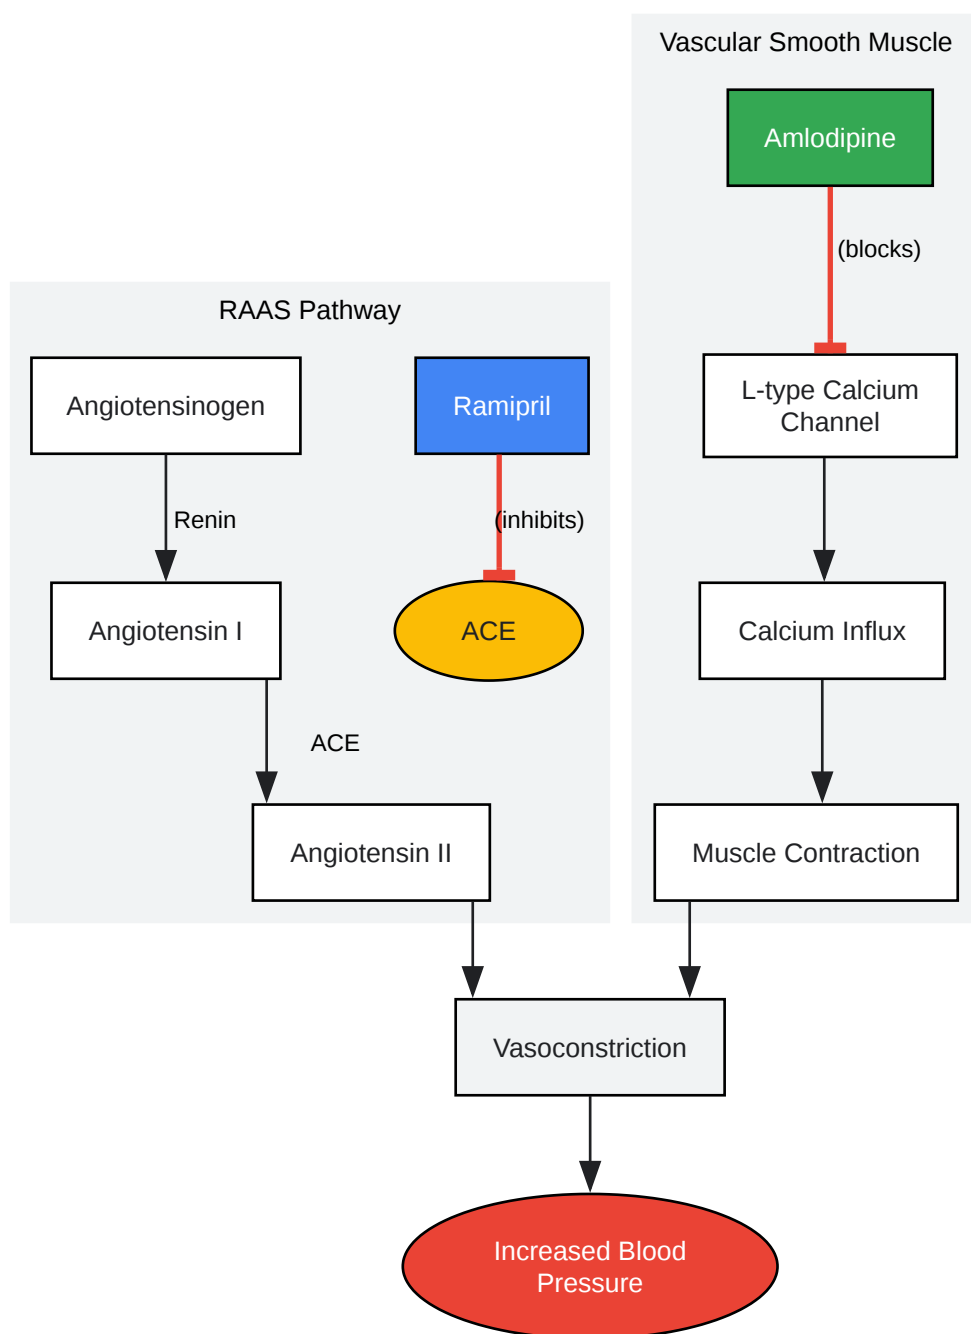 Vascular Smooth Muscle
Amlodipine
(blocks)
L-type Calcium
Channel
Calcium Influx
Muscle Contraction
RAAS Pathway
Angiotensinogen
Ramipril
Renin
(inhibits)
Angiotensin I
ACE
ACE
Angiotensin II
Vasoconstriction
Increased Blood
Pressure